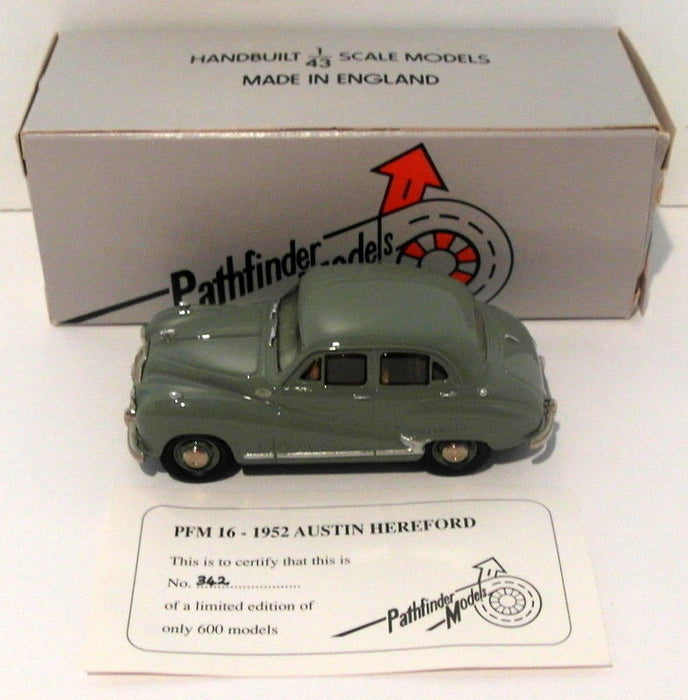 HANDBUILT 1/43 SCALE MODELS
MADE IN ENGLAND
Pathfinder
Models
PFM 16 - 1952 AUSTIN HEREFORD
This is to certify that this is
No. 342
of a limited edition of
only 600 models
Pathfinder
Models